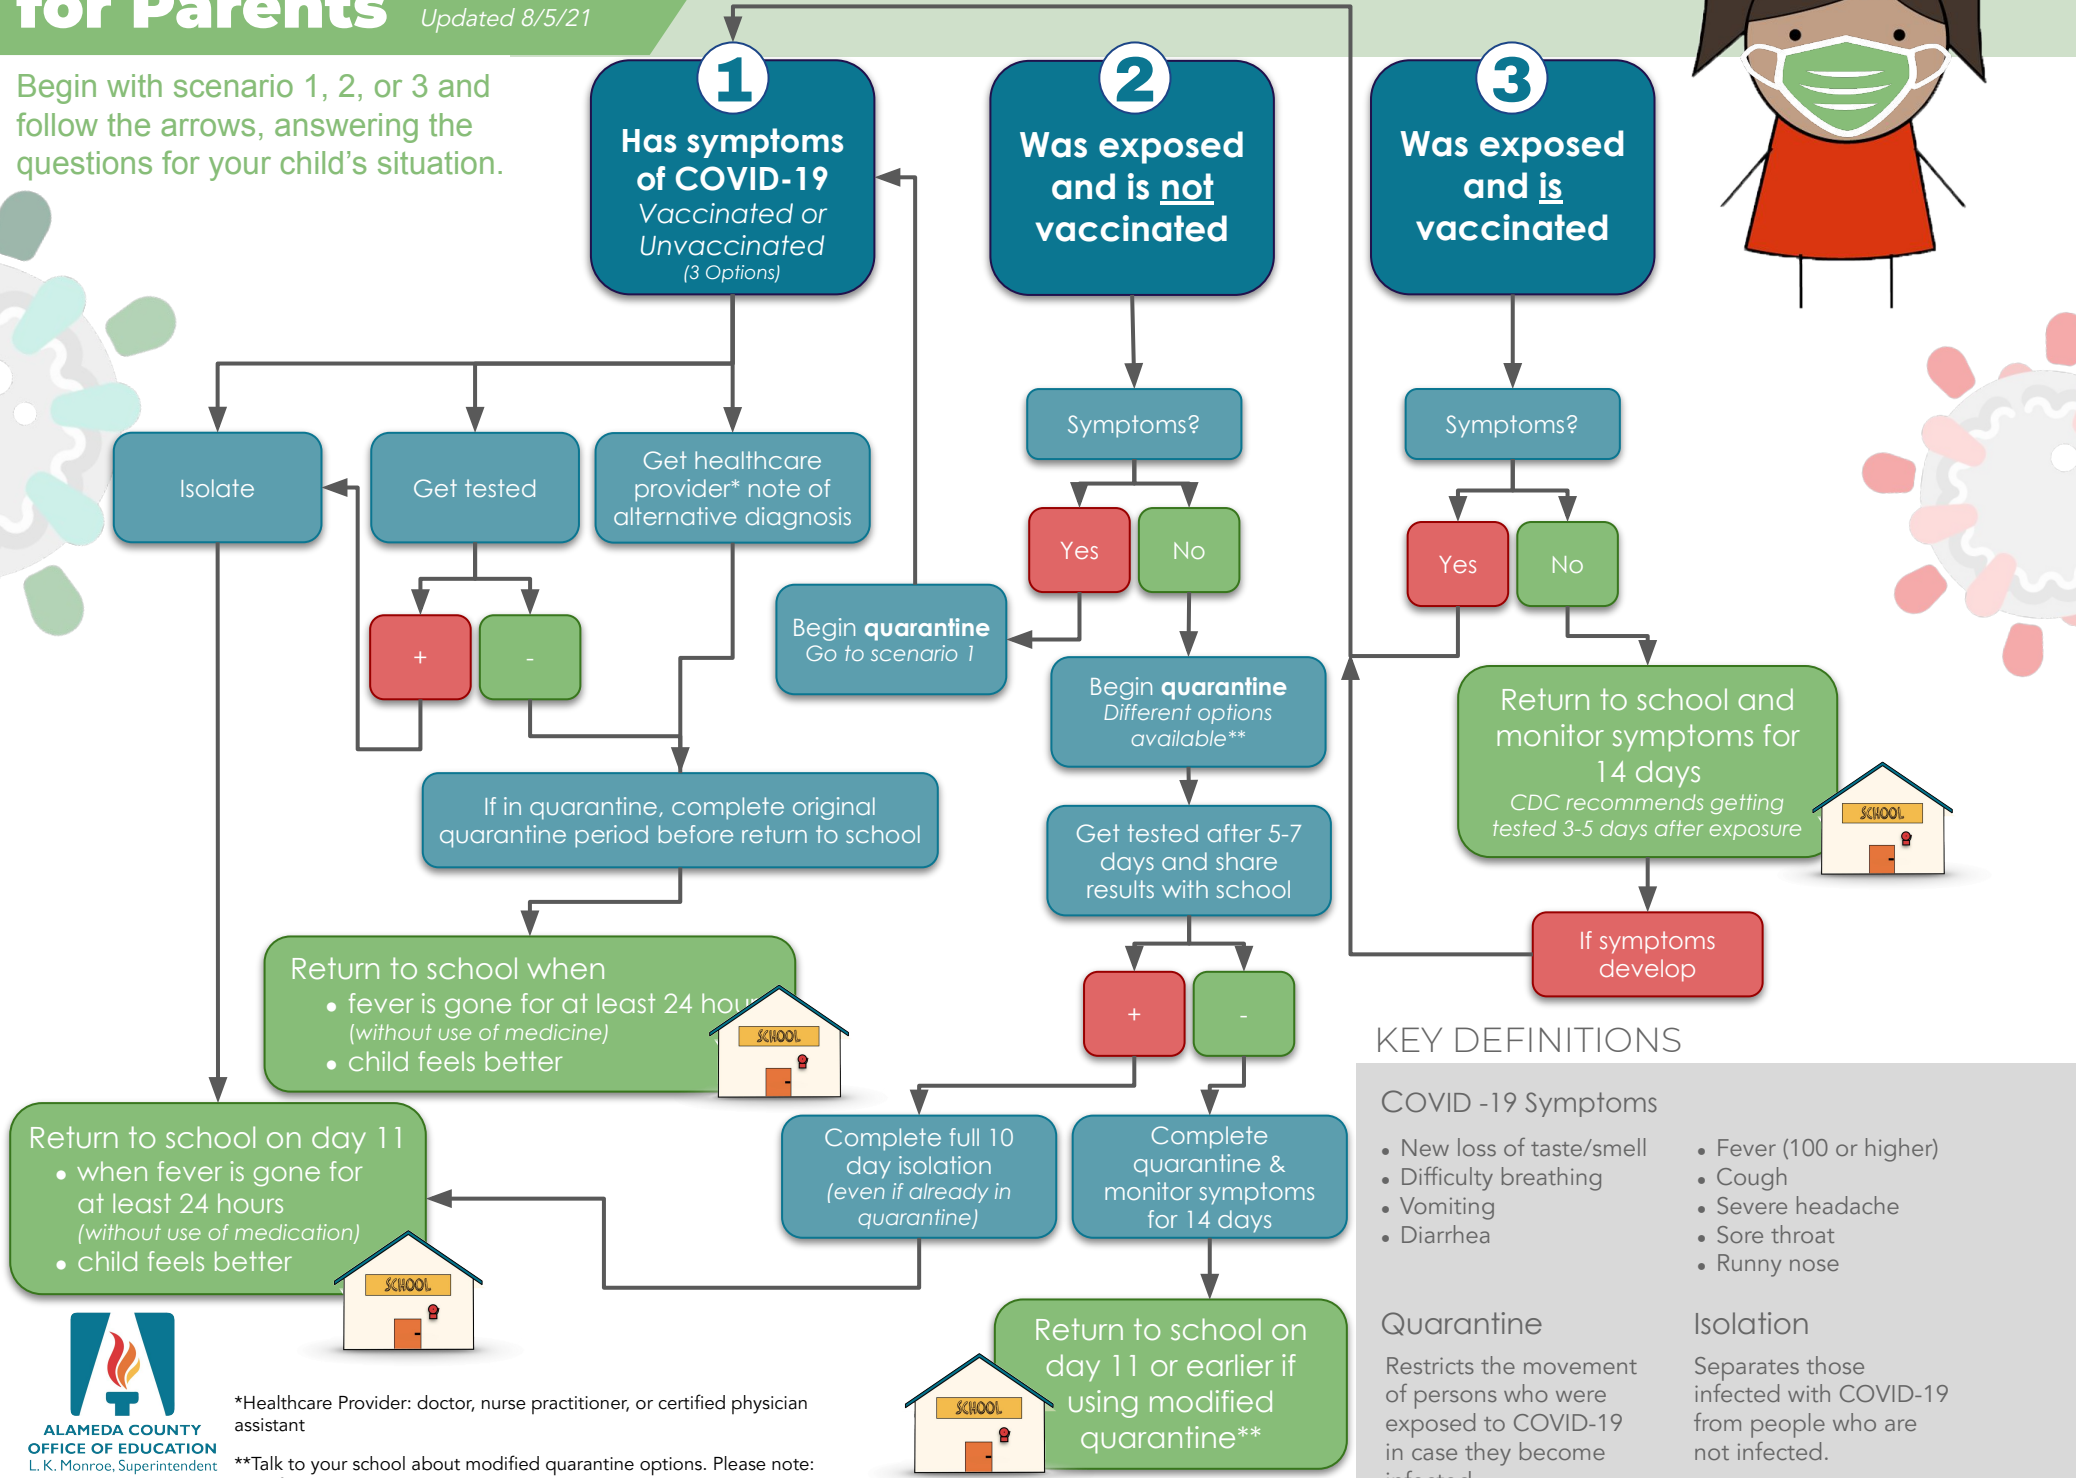 for Parents
Updated 8/5/21
Begin with scenario 1, 2, or 3 and
follow the arrows, answering the
questions for your child's situation.
1
Has symptoms
of COVID-19
Vaccinated or
Unvaccinated
(3 Options)
2
Was exposed
and is not
vaccinated
3
Was exposed
and is
vaccinated
Isolate
Get tested
Get healthcare
provider* note of
alternative diagnosis
+
-
Begin quarantine
Go to scenario 1
If in quarantine, complete original
quarantine period before return to school
Return to school when
• fever is gone for at least 24 hou
(without use of medicine)
• child feels better
SCHOOL
Return to school on day 11
• when fever is gone for
at least 24 hours
(without use of medication)
• child feels better
SCHOOL
Symptoms?
Yes
No
Begin quarantine
Different options
available**
Get tested after 5-7
days and share
results with school
+
-
Complete full 10
day isolation
(even if already in
quarantine)
Complete
quarantine &
monitor symptoms
for 14 days
Return to school on
day 11 or earlier if
using modified
quarantine**
SCHOOL
Symptoms?
Yes
No
Return to school and
monitor symptoms for
14 days
CDC recommends getting
tested 3-5 days after exposure
SCHOOL
If symptoms
develop
KEY DEFINITIONS
COVID -19 Symptoms
• New loss of taste/smell
• Difficulty breathing
• Vomiting
• Diarrhea
• Fever (100 or higher)
• Cough
• Severe headache
• Sore throat
• Runny nose
Quarantine
Restricts the movement
of persons who were
exposed to COVID-19
in case they become
infected
Isolation
Separates those
infected with COVID-19
from people who are
not infected.
ALAMEDA COUNTY
OFFICE OF EDUCATION
L. K. Monroe, Superintendent
*Healthcare Provider: doctor, nurse practitioner, or certified physician
assistant
**Talk to your school about modified quarantine options. Please note: